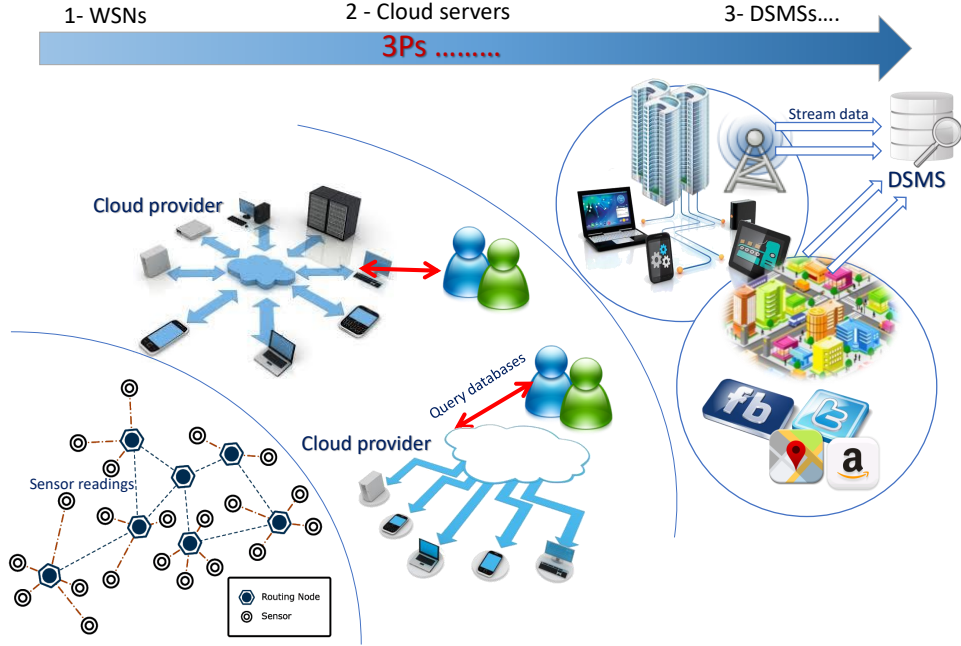 1- WSNs
2 - Cloud servers
3- DSMSs....
3Ps .........
Stream data
DSMS
Cloud provider
Query databases
Cloud provider
fb
a
Sensor readings
Routing Node
Sensor